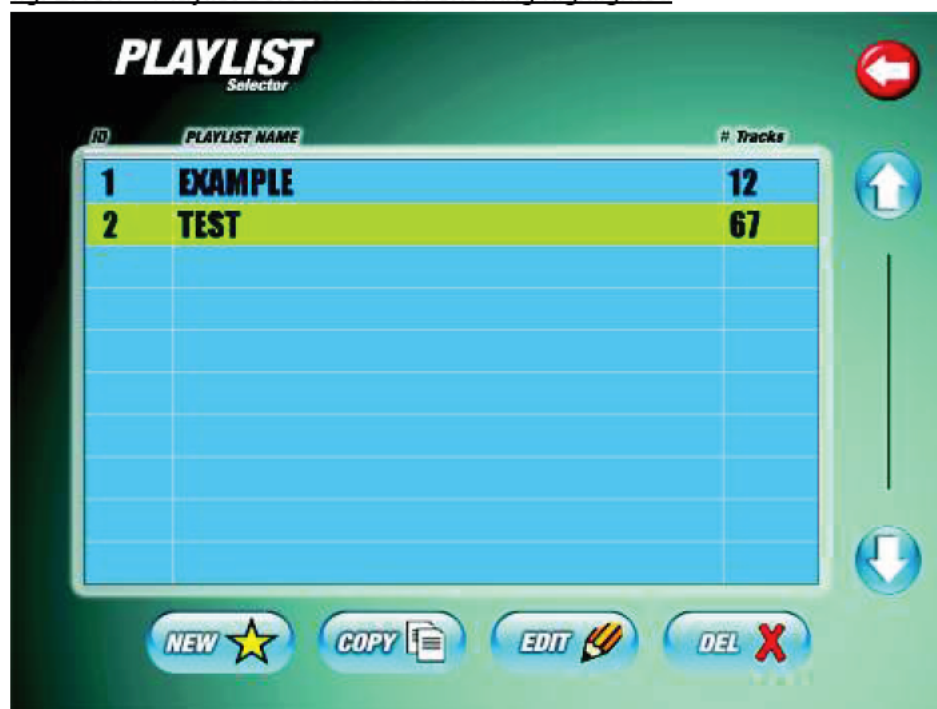 PLAYLIST
Selector
ID PLAYLIST NAME # Tracks
1 EXAMPLE 12
2 TEST 67
NEW COPY EDIT DEL